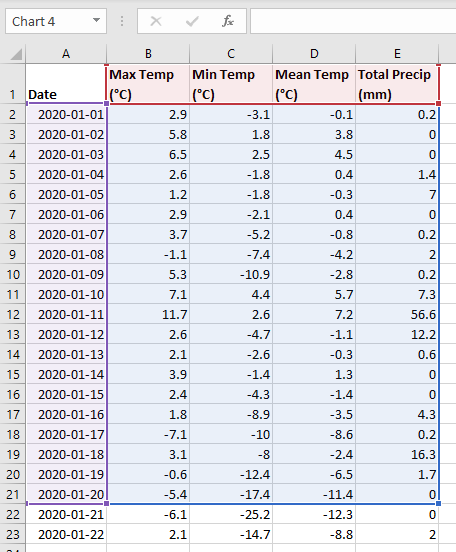 Chart 4 fx
A B C D E
Max Temp Min Temp Mean Temp Total Precip
1 Date (°C) (°C) (°C) (mm)
2 2020-01-01 2.9 -3.1 -0.1 0.2
3 2020-01-02 5.8 1.8 3.8 0
4 2020-01-03 6.5 2.5 4.5 0
5 2020-01-04 2.6 -1.8 0.4 1.4
6 2020-01-05 1.2 -1.8 -0.3 7
7 2020-01-06 2.9 -2.1 0.4 0
8 2020-01-07 3.7 -5.2 -0.8 0.2
9 2020-01-08 -1.1 -7.4 -4.2 2
10 2020-01-09 5.3 -10.9 -2.8 0.2
11 2020-01-10 7.1 4.4 5.7 7.3
12 2020-01-11 11.7 2.6 7.2 56.6
13 2020-01-12 2.6 -4.7 -1.1 12.2
14 2020-01-13 2.1 -2.6 -0.3 0.6
15 2020-01-14 3.9 -1.4 1.3 0
16 2020-01-15 2.4 -4.3 -1.4 0
17 2020-01-16 1.8 -8.9 -3.5 4.3
18 2020-01-17 -7.1 -10 -8.6 0.2
19 2020-01-18 3.1 -8 -2.4 16.3
20 2020-01-19 -0.6 -12.4 -6.5 1.7
21 2020-01-20 -5.4 -17.4 -11.4 0
22 2020-01-21 -6.1 -25.2 -12.3 0
23 2020-01-22 2.1 -14.7 -8.8 2